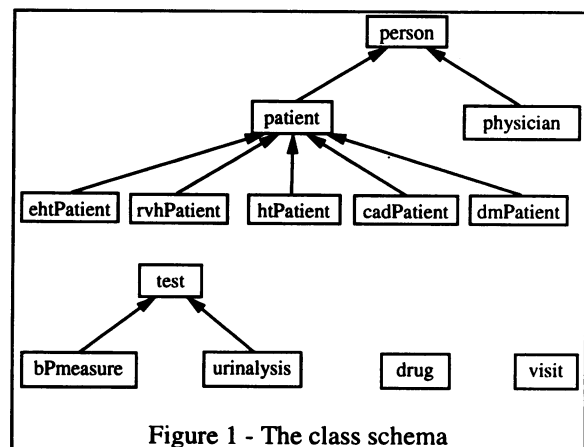 person
patient
physician
ehtPatient
rvhPatient
htPatient
cadPatient
dmPatient
test
bPmeasure
urinalysis
drug
visit
Figure 1 - The class schema